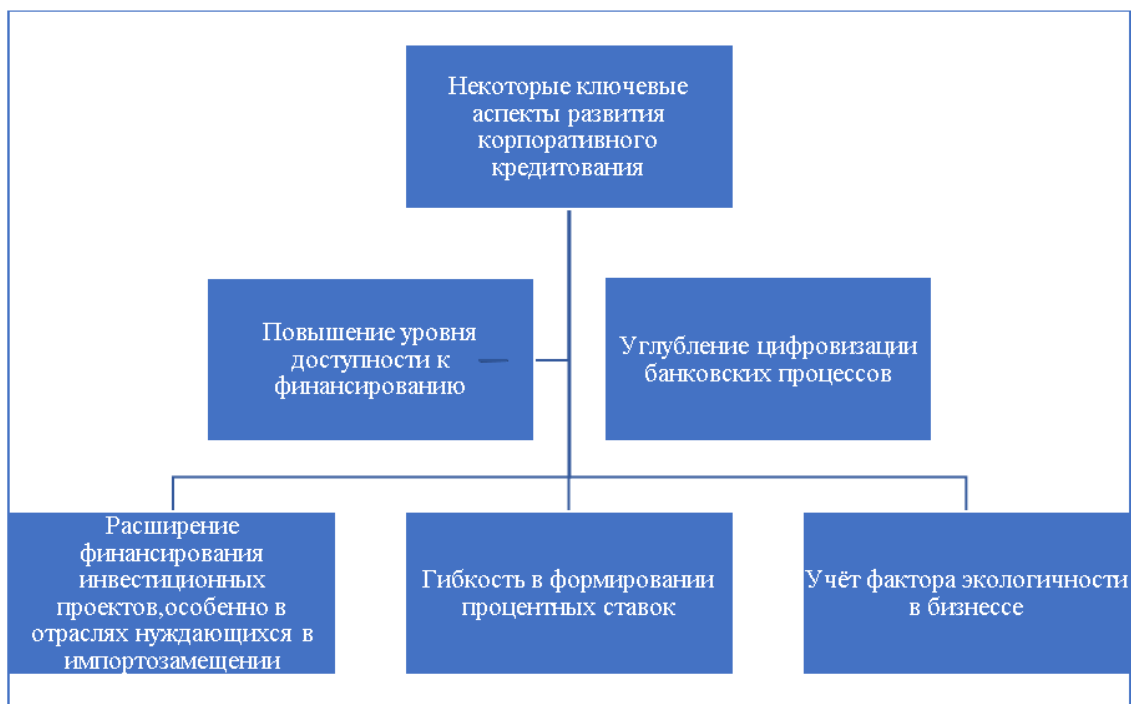 Некоторые ключевые
аспекты развития
корпоративного
кредитования
Повышение уровня
доступности к
финансированию
Углубление цифровизации
банковских процессов
Расширение
финансирования
инвестиционных
проектов,особенно в
отраслях нуждающихся в
импортозамещении
Гибкость в формировании
процентных ставок
Учёт фактора экологичности
в бизнессе